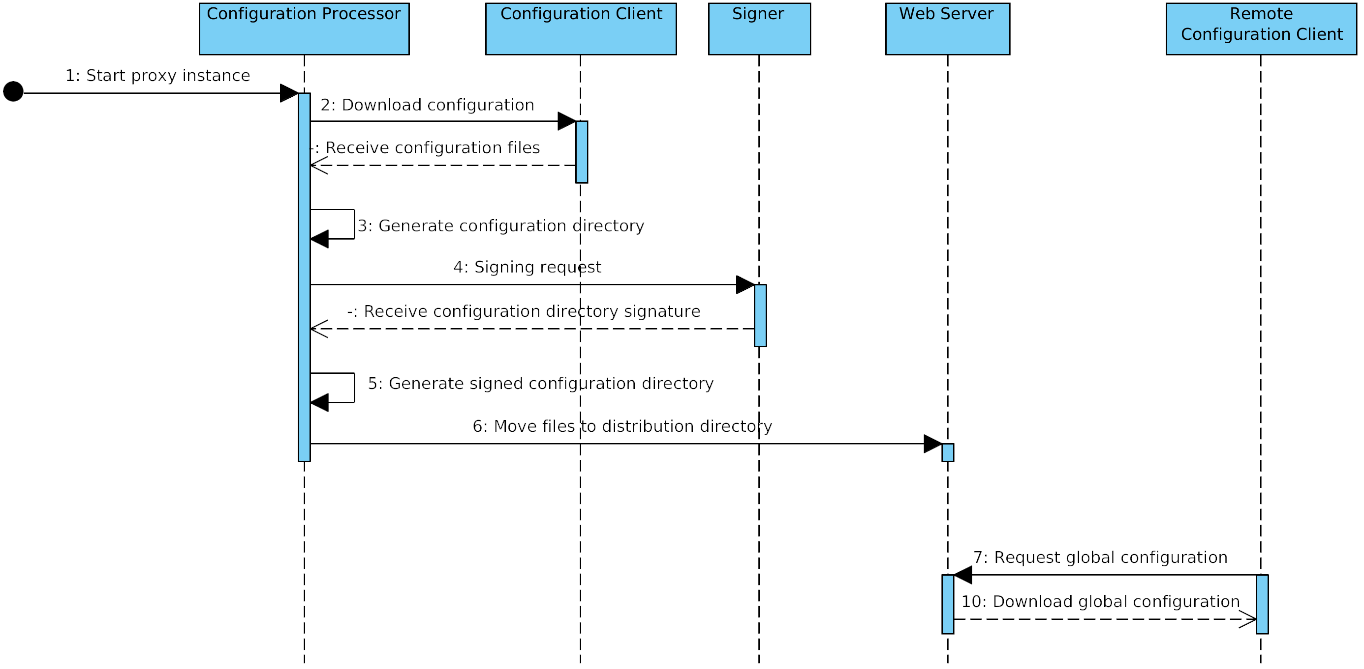 Configuration Processor
Configuration Client
Signer
Web Server
Remote
Configuration Client
1: Start proxy instance
2: Download configuration
-: Receive configuration files
3: Generate configuration directory
4: Signing request
-: Receive configuration directory signature
5: Generate signed configuration directory
6: Move files to distribution directory
7: Request global configuration
10: Download global configuration